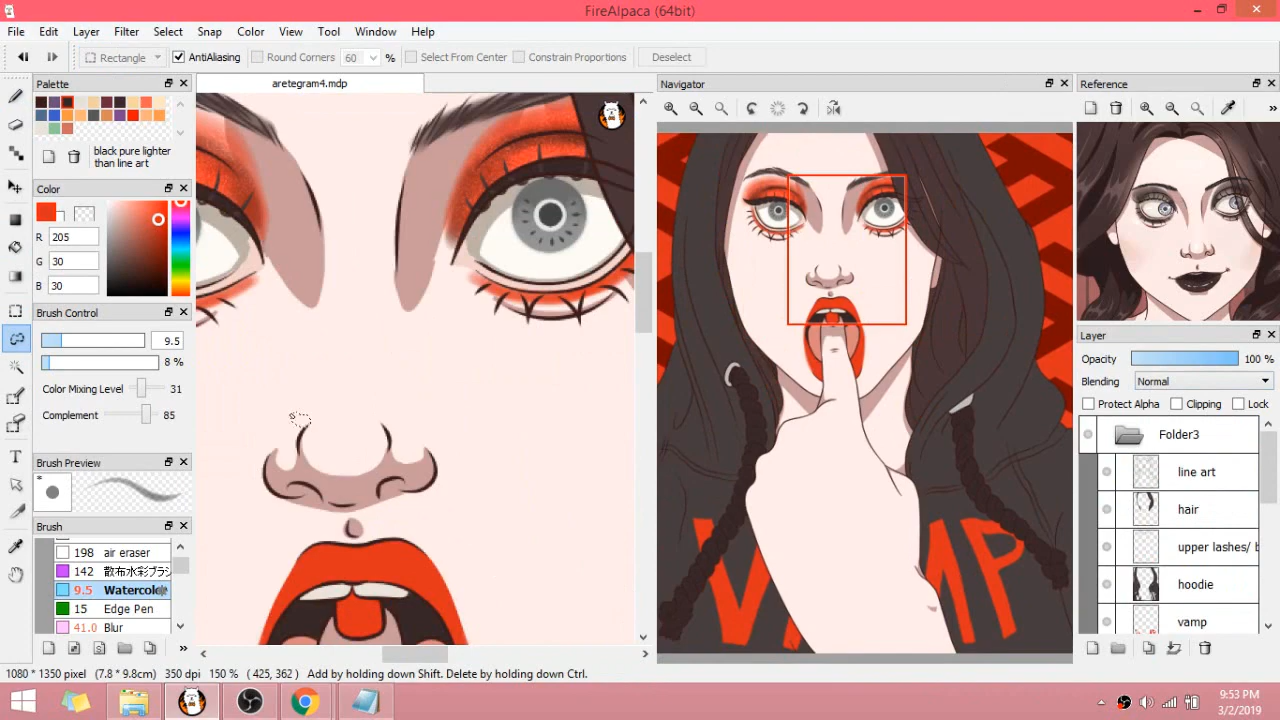 FireAlpaca (64bit)
File Edit Layer Filter Select Snap Color View Tool Window Help
Rectangle AntiAliasing Round Corners 60 % Select From Center Constrain Proportions Deselect
Palette
aretegram4.mdp
Navigator
Reference
black pure lighter
than line art
Color
R 205
G 30
B 30
Brush Control
9.5
8 %
Color Mixing Level 31
Complement 85
Brush Preview
*
Brush
198 air eraser
142 散布水彩ブラシ
9.5 Watercolor
15 Edge Pen
41.0 Blur
VAMP
Layer
Opacity 100 %
Blending Normal
Protect Alpha Clipping Lock
Folder3
line art
hair
upper lashes/
hoodie
vamp
1080 * 1350 pixel (7.8 * 9.8cm) 350 dpi 150 % ( 425, 362 ) Add by holding down Shift. Delete by holding down Ctrl.
9:53 PM
3/2/2019